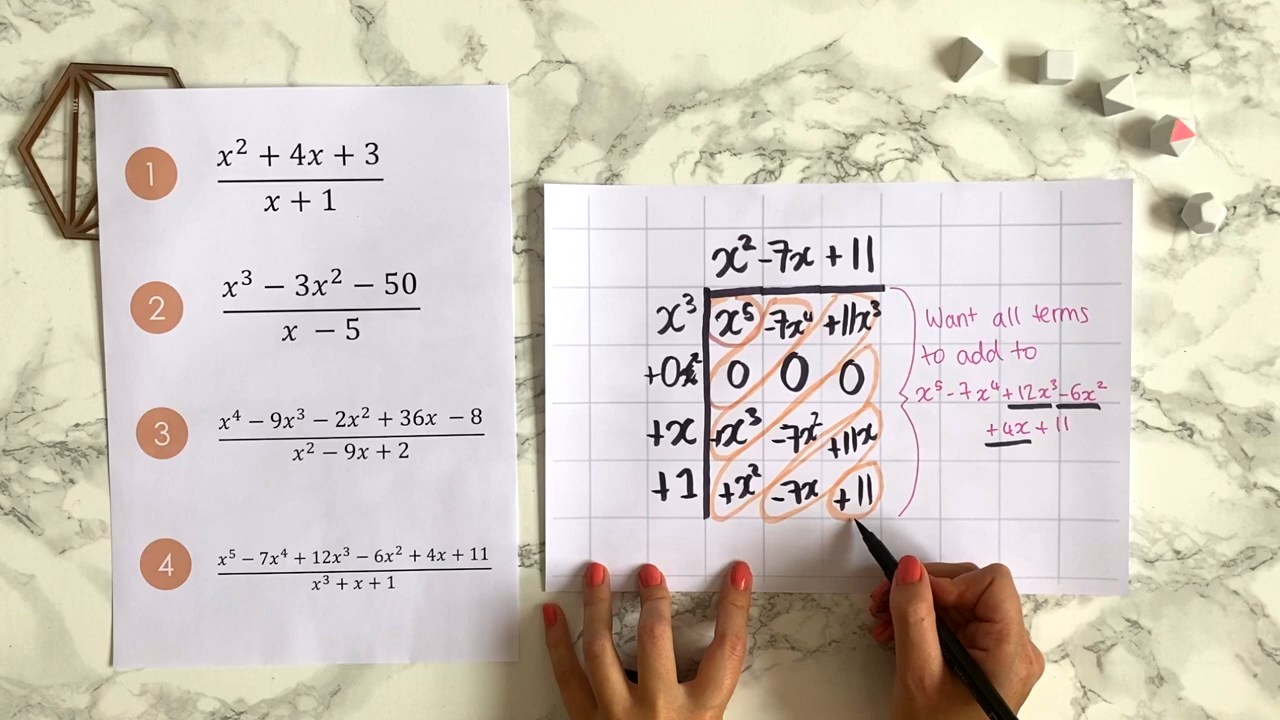 1
x² + 4x + 3
x + 1
2
x³ − 3x² − 50
x − 5
3
x⁴ − 9x³ − 2x² + 36x − 8
x² − 9x + 2
4
x⁵ − 7x⁴ + 12x³ − 6x² + 4x + 11
x³ + x + 1
x² -7x +11
x³ x⁵ -7x⁴ +11x³
+0x² 0 0 0
+x +x³ -7x² +11x
+1 +x² -7x +11
Want all terms
to add to
x⁵-7x⁴+12x³-6x²
+4x+11